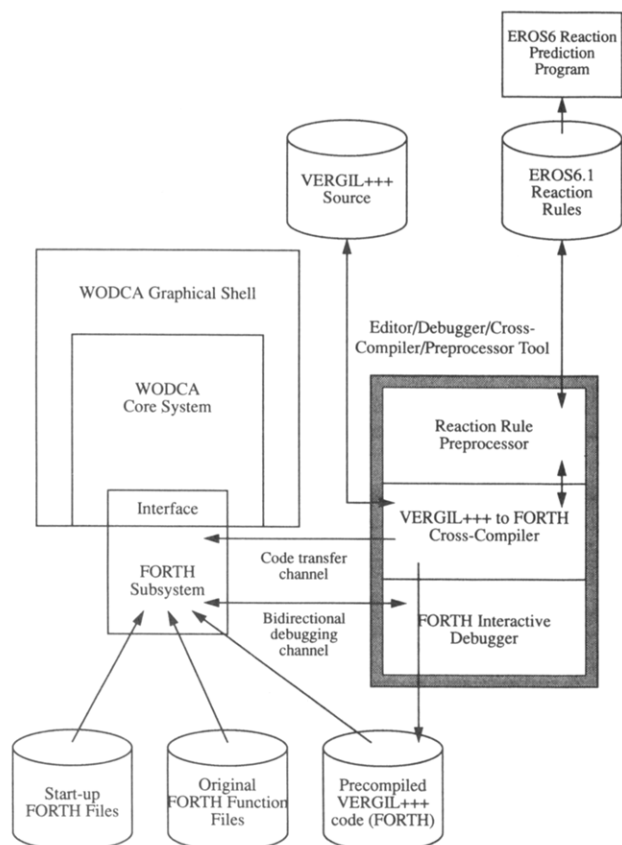 EROS6 Reaction
Prediction
Program
VERGIL+++
Source
EROS6.1
Reaction
Rules
WODCA Graphical Shell
Editor/Debugger/Cross-
Compiler/Preprocessor Tool
WODCA
Core System
Reaction Rule
Preprocessor
Interface
VERGIL+++ to FORTH
Cross-Compiler
Code transfer
channel
FORTH
Subsystem
Bidirectional
debugging
channel
FORTH Interactive
Debugger
Start-up
FORTH Files
Original
FORTH Function
Files
Precompiled
VERGIL+++
code (FORTH)